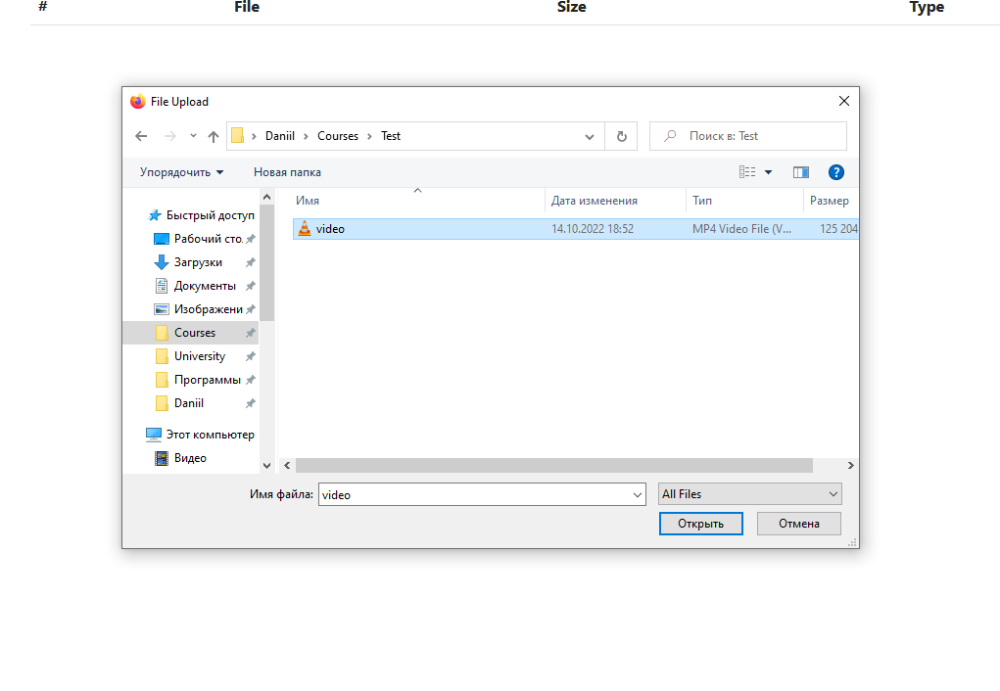 # File Size Type
File Upload
Daniil Courses Test
Поиск в: Test
Упорядочить Новая папка
Имя Дата изменения Тип Размер
video 14.10.2022 18:52 MP4 Video File (V... 125 204
Быстрый доступ
Рабочий сто.
Загрузки
Документы
Изображени
Courses
University
Программы
Daniil
Этот компьютер
Видео
Имя файла: video All Files
Открыть Отмена